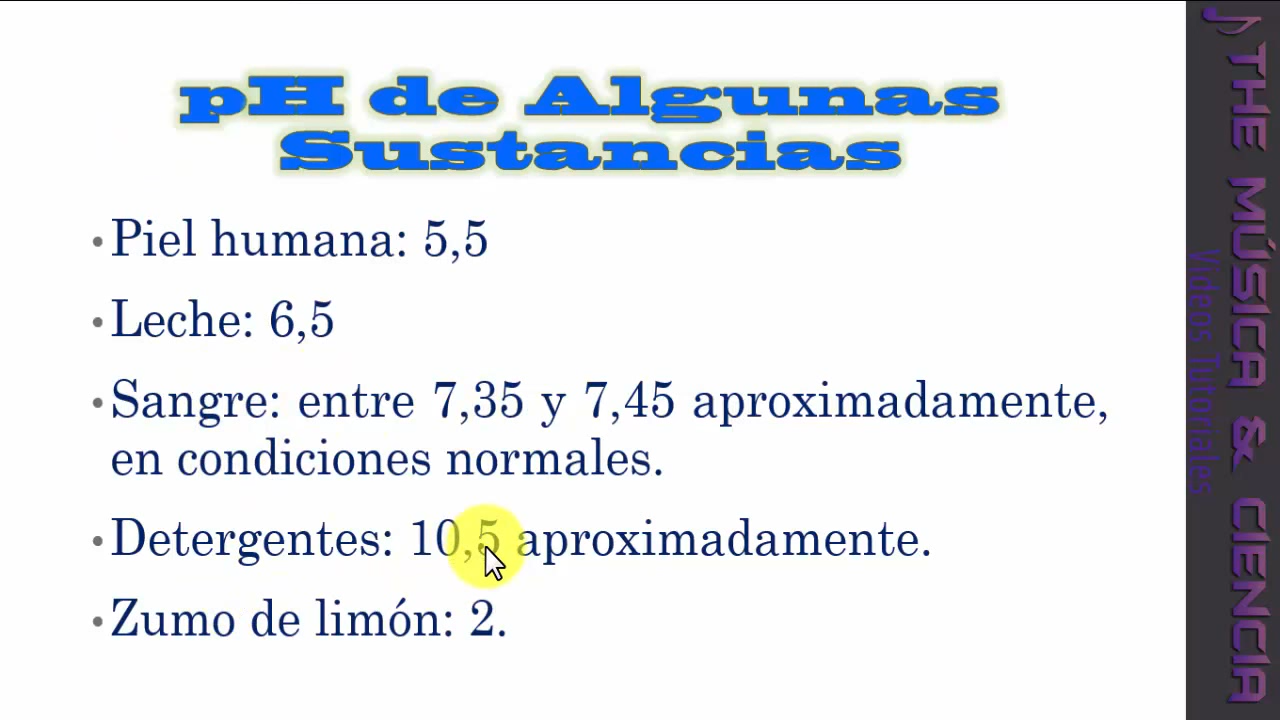 pH de Algunas
Sustancias
• Piel humana: 5,5
• Leche: 6,5
• Sangre: entre 7,35 y 7,45 aproximadamente,
en condiciones normales.
• Detergentes: 10,5 aproximadamente.
• Zumo de limón: 2.
THE MÚSICA & CIENCIA
Videos Tutoriales